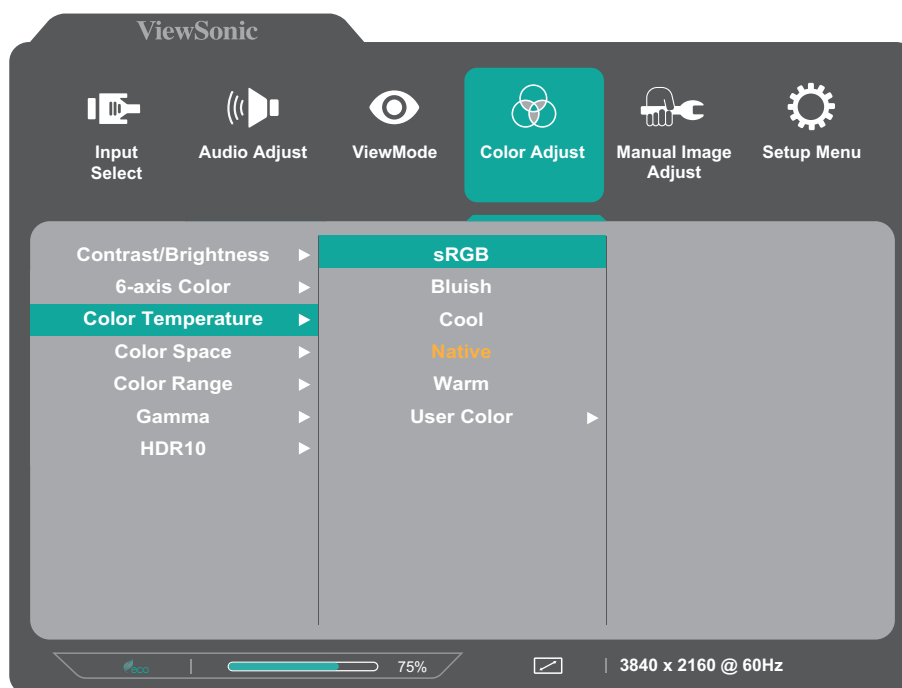 ViewSonic
Input
Select
Audio Adjust
ViewMode
Color Adjust
Manual Image
Adjust
Setup Menu
Contrast/Brightness
6-axis Color
Color Temperature
Color Space
Color Range
Gamma
HDR10
sRGB
Bluish
Cool
Native
Warm
User Color
eco
75%
3840 x 2160 @ 60Hz